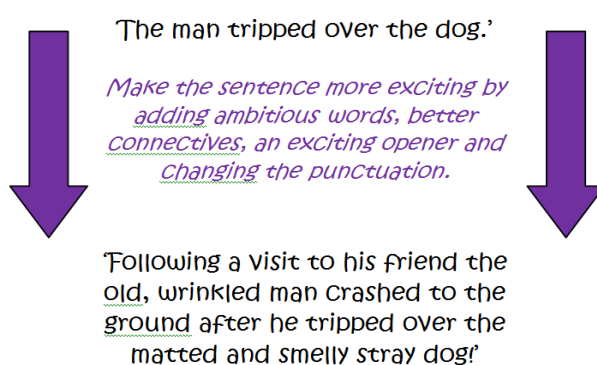 ‘The man tripped over the dog.’
Make the sentence more exciting by
adding ambitious words, better
connectives, an exciting opener and
changing the punctuation.
‘Following a visit to his friend the
old, wrinkled man crashed to the
ground after he tripped over the
matted and smelly stray dog!’